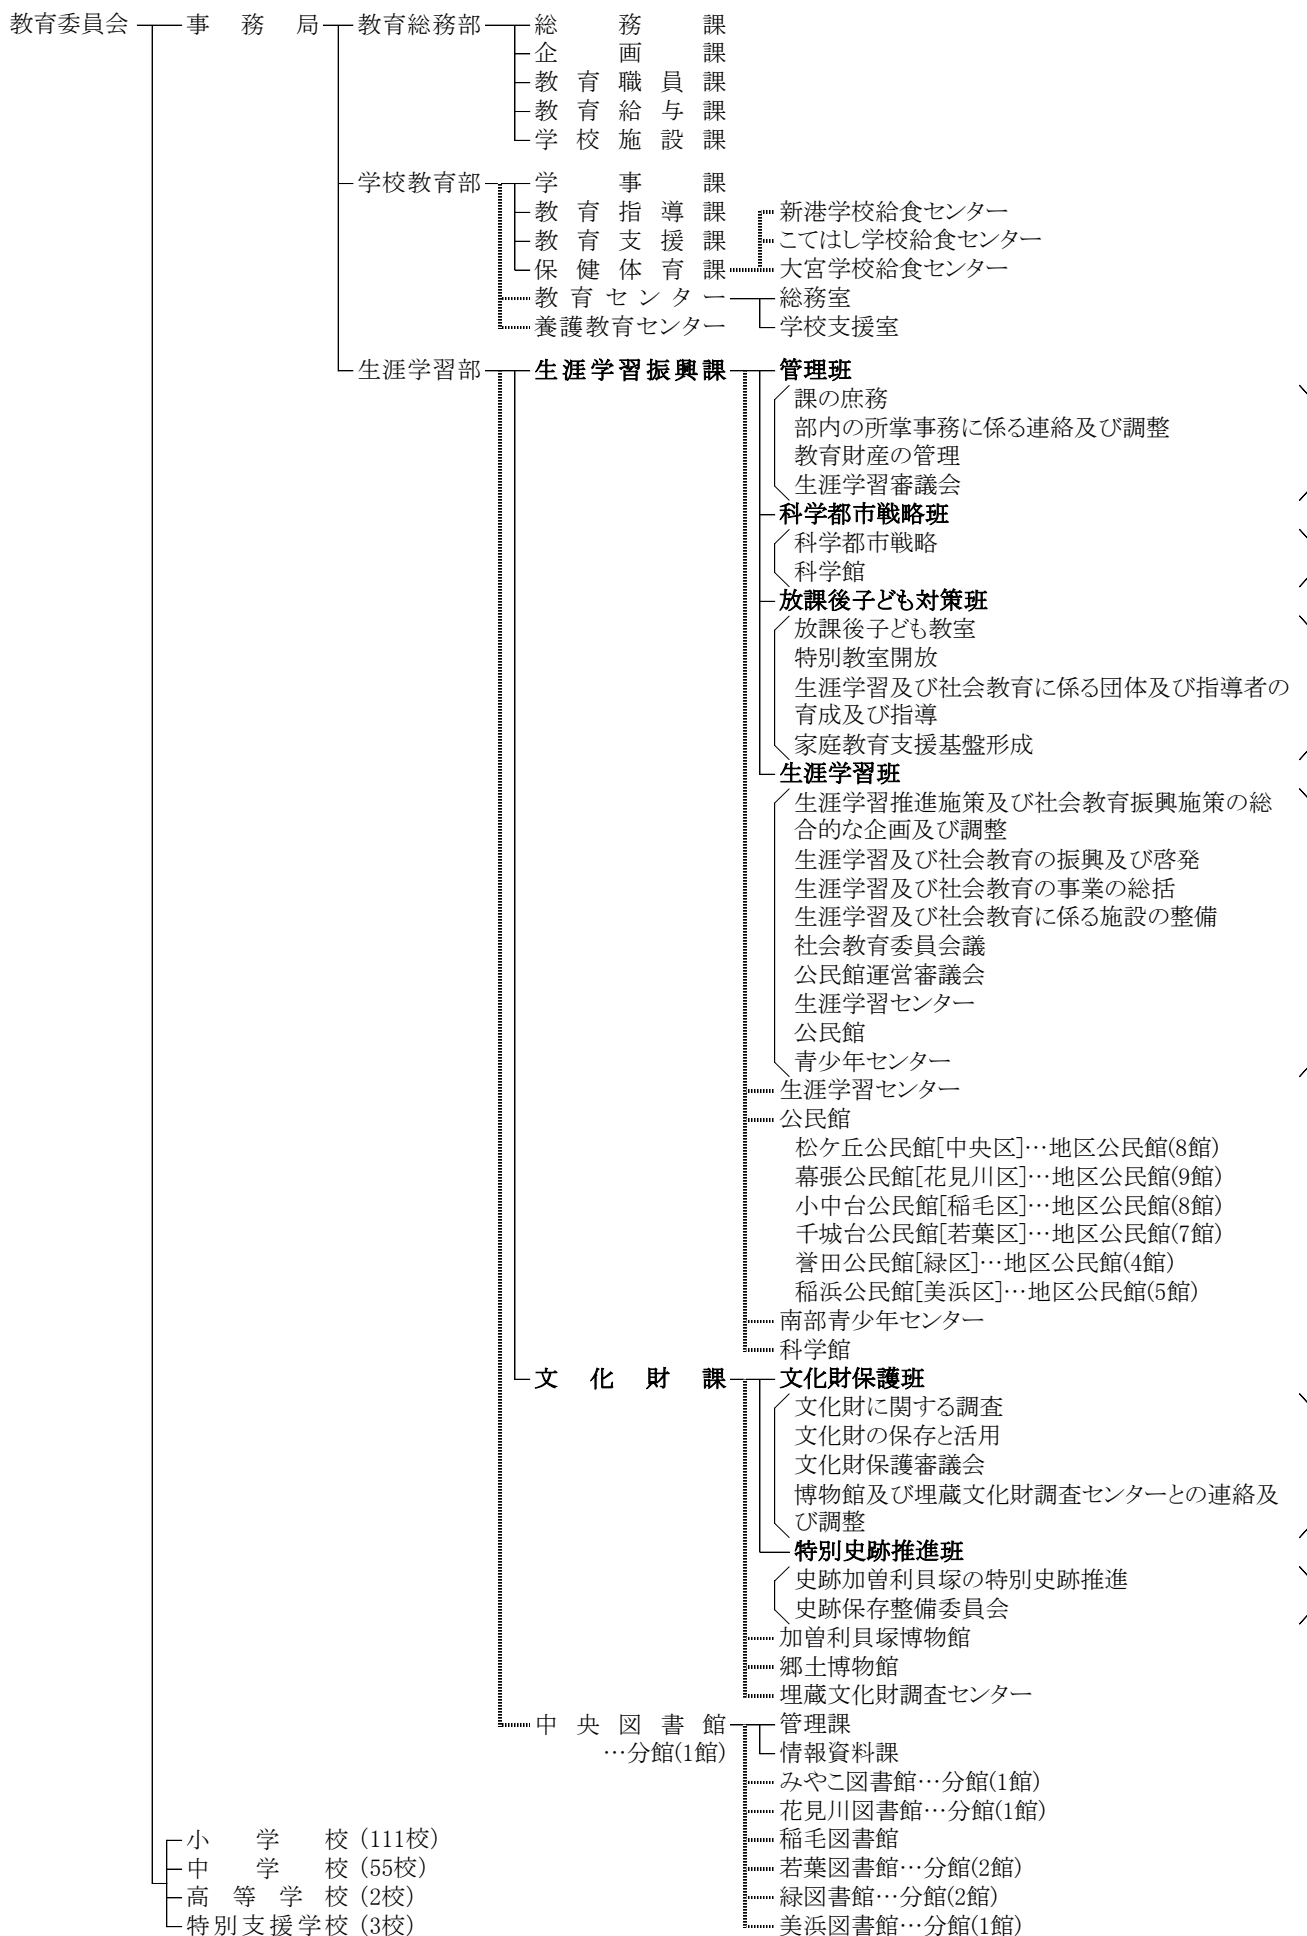 教育委員会 事務局 教育総務部 総務課
企画課
教育職員課
教育給与課
学校施設課
学校教育部 学事課
教育指導課 新港学校給食センター
教育支援課 こてはし学校給食センター
保健体育課 大宮学校給食センター
教育センター 総務室
養護教育センター 学校支援室
生涯学習部 生涯学習振興課 管理班
課の庶務
部内の所掌事務に係る連絡及び調整
教育財産の管理
生涯学習審議会
科学都市戦略班
科学都市戦略
科学館
放課後子ども対策班
放課後子ども教室
特別教室開放
生涯学習及び社会教育に係る団体及び指導者の
育成及び指導
家庭教育支援基盤形成
生涯学習班
生涯学習推進施策及び社会教育振興施策の総
合的な企画及び調整
生涯学習及び社会教育の振興及び啓発
生涯学習及び社会教育の事業の総括
生涯学習及び社会教育に係る施設の整備
社会教育委員会議
公民館運営審議会
生涯学習センター
公民館
青少年センター
生涯学習センター
公民館
松ケ丘公民館[中央区]…地区公民館(8館)
幕張公民館[花見川区]…地区公民館(9館)
小中台公民館[稲毛区]…地区公民館(8館)
千城台公民館[若葉区]…地区公民館(7館)
誉田公民館[緑区]…地区公民館(4館)
稲浜公民館[美浜区]…地区公民館(5館)
南部青少年センター
科学館
文化財課 文化財保護班
文化財に関する調査
文化財の保存と活用
文化財保護審議会
博物館及び埋蔵文化財調査センターとの連絡及
び調整
特別史跡推進班
史跡加曽利貝塚の特別史跡推進
史跡保存整備委員会
加曽利貝塚博物館
郷土博物館
埋蔵文化財調査センター
中央図書館 管理課
…分館(1館) 情報資料課
みやこ図書館…分館(1館)
花見川図書館…分館(1館)
小学校 (111校) 稲毛図書館
中学校 (55校) 若葉図書館…分館(2館)
高等学校 (2校) 緑図書館…分館(2館)
特別支援学校 (3校) 美浜図書館…分館(1館)